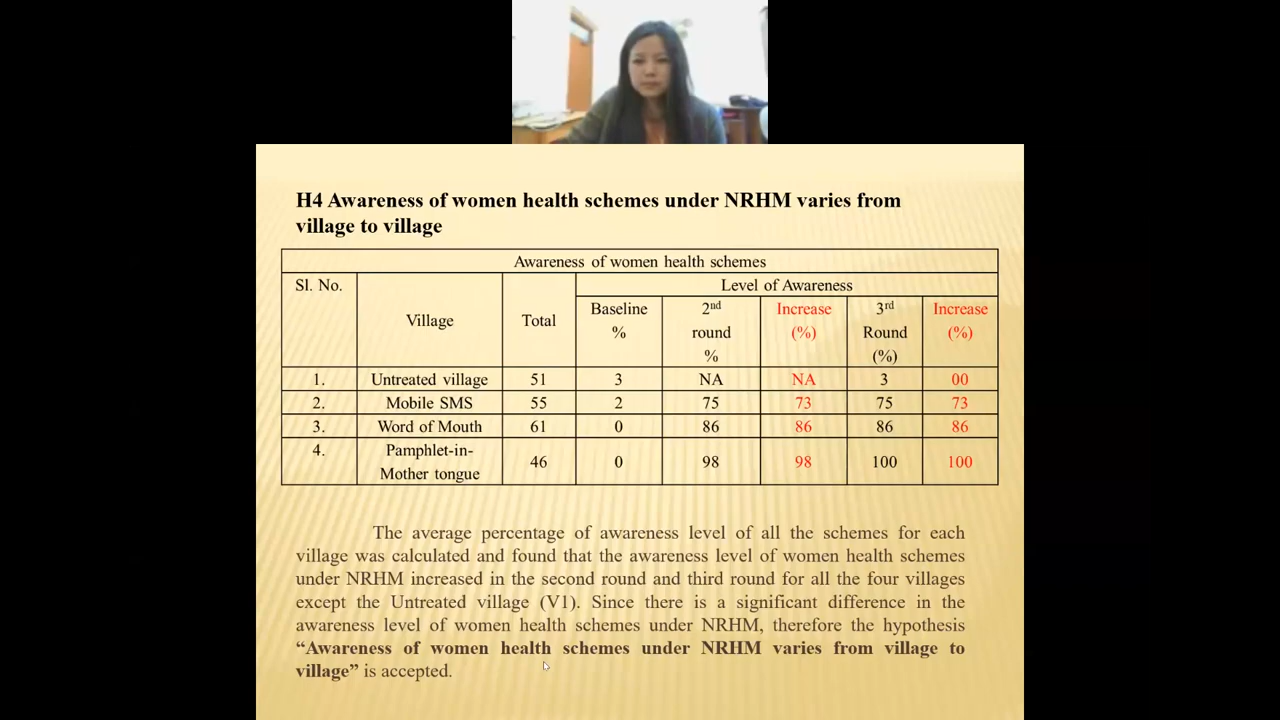 H4 Awareness of women health schemes under NRHM varies from
village to village
Awareness of women health schemes
Sl. No.
Village
Total
Level of Awareness
Baseline
%
2nd
round
%
Increase
(%)
3rd
Round
(%)
Increase
(%)
1. Untreated village 51 3 NA NA 3 00
2. Mobile SMS 55 2 75 73 75 73
3. Word of Mouth 61 0 86 86 86 86
4. Pamphlet-in-
Mother tongue 46 0 98 98 100 100
The average percentage of awareness level of all the schemes for each
village was calculated and found that the awareness level of women health schemes
under NRHM increased in the second round and third round for all the four villages
except the Untreated village (V1). Since there is a significant difference in the
awareness level of women health schemes under NRHM, therefore the hypothesis
“Awareness of women health schemes under NRHM varies from village to
village” is accepted.